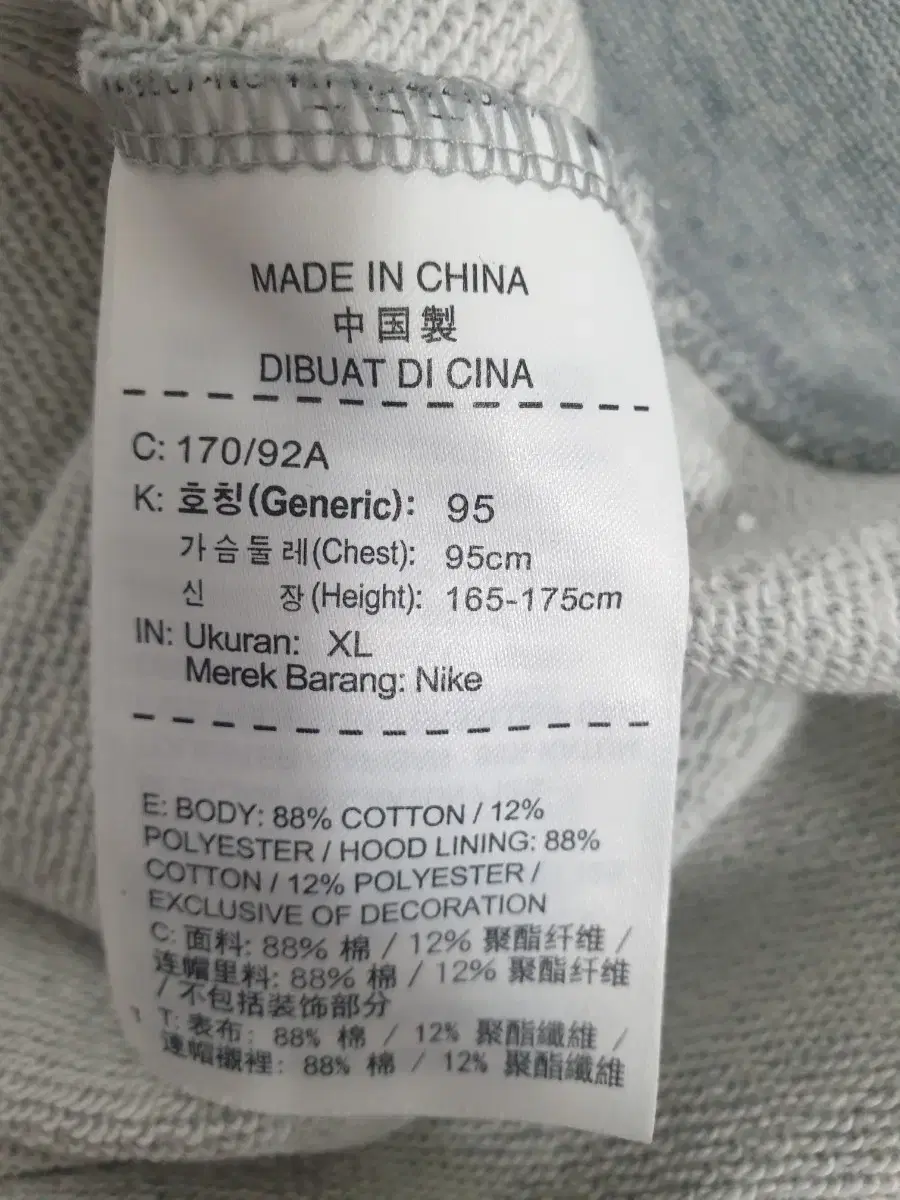 MADE IN CHINA
中国製
DIBUAT DI CINA
C: 170/92A
K: 호칭(Generic): 95
가슴둘레(Chest): 95cm
신 장(Height): 165-175cm
IN: Ukuran: XL
Merek Barang: Nike
E: BODY: 88% COTTON / 12%
POLYESTER / HOOD LINING: 88%
COTTON / 12% POLYESTER /
EXCLUSIVE OF DECORATION
C: 面料: 88% 棉 / 12% 聚酯纤维 /
连帽里料: 88% 棉 / 12% 聚酯纤维
/ 不包括装饰部分
T: 表布: 88% 棉 / 12% 聚酯纖維 /
連帽襯裡: 88% 棉 / 12% 聚酯纖維